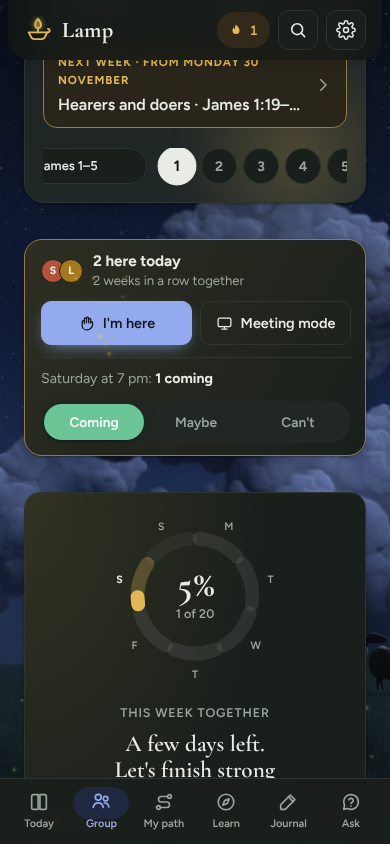 Lamp
1
NEXT WEEK · FROM MONDAY 30
NOVEMBER
Hearers and doers · James 1:19–…
ames 1–5
1
2
3
4
5
S
L
2 here today
2 weeks in a row together
I'm here
Meeting mode
Saturday at 7 pm: 1 coming
Coming
Maybe
Can't
S
M
S
T
5%
1 of 20
F
W
T
THIS WEEK TOGETHER
A few days left.
Let's finish strong
Today
Group
My path
Learn
Journal
Ask